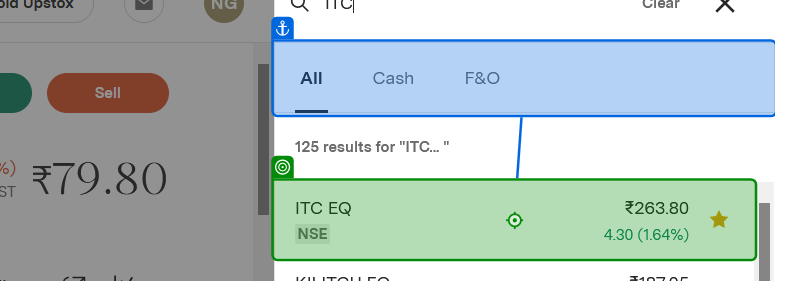 old Upstox
NG
ITC
Clear
All Cash F&O
Sell
125 results for "ITC... "
%)
₹79.80
ST
ITC EQ ₹263.80
NSE 4.30 (1.64%)